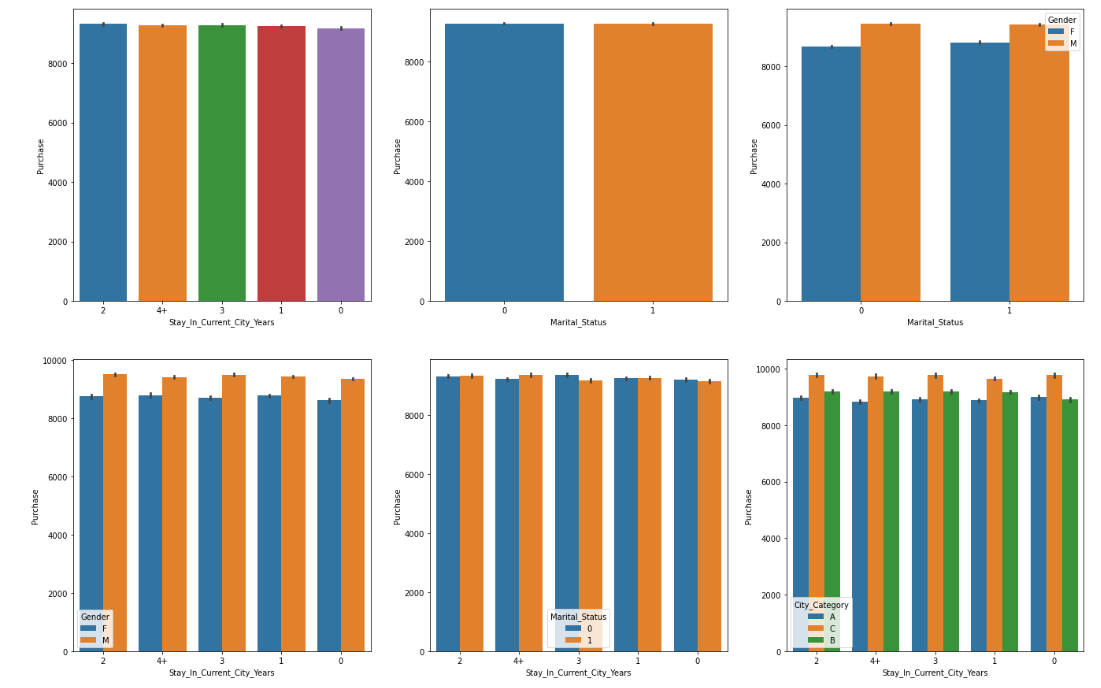 8000
6000
4000
2000
0
Purchase
2 4+ 3 1 0
Stay_In_Current_City_Years
8000
6000
4000
2000
0
Purchase
0 1
Marital_Status
8000
6000
4000
2000
0
Purchase
Gender
F
M
0 1
Marital_Status
10000
8000
6000
4000
2000
0
Purchase
Gender
F
M
2 4+ 3 1 0
Stay_In_Current_City_Years
8000
6000
4000
2000
0
Purchase
Marital_Status
0
1
2 4+ 3 1 0
Stay_In_Current_City_Years
10000
8000
6000
4000
2000
0
Purchase
City_Category
A
C
B
2 4+ 3 1 0
Stay_In_Current_City_Years